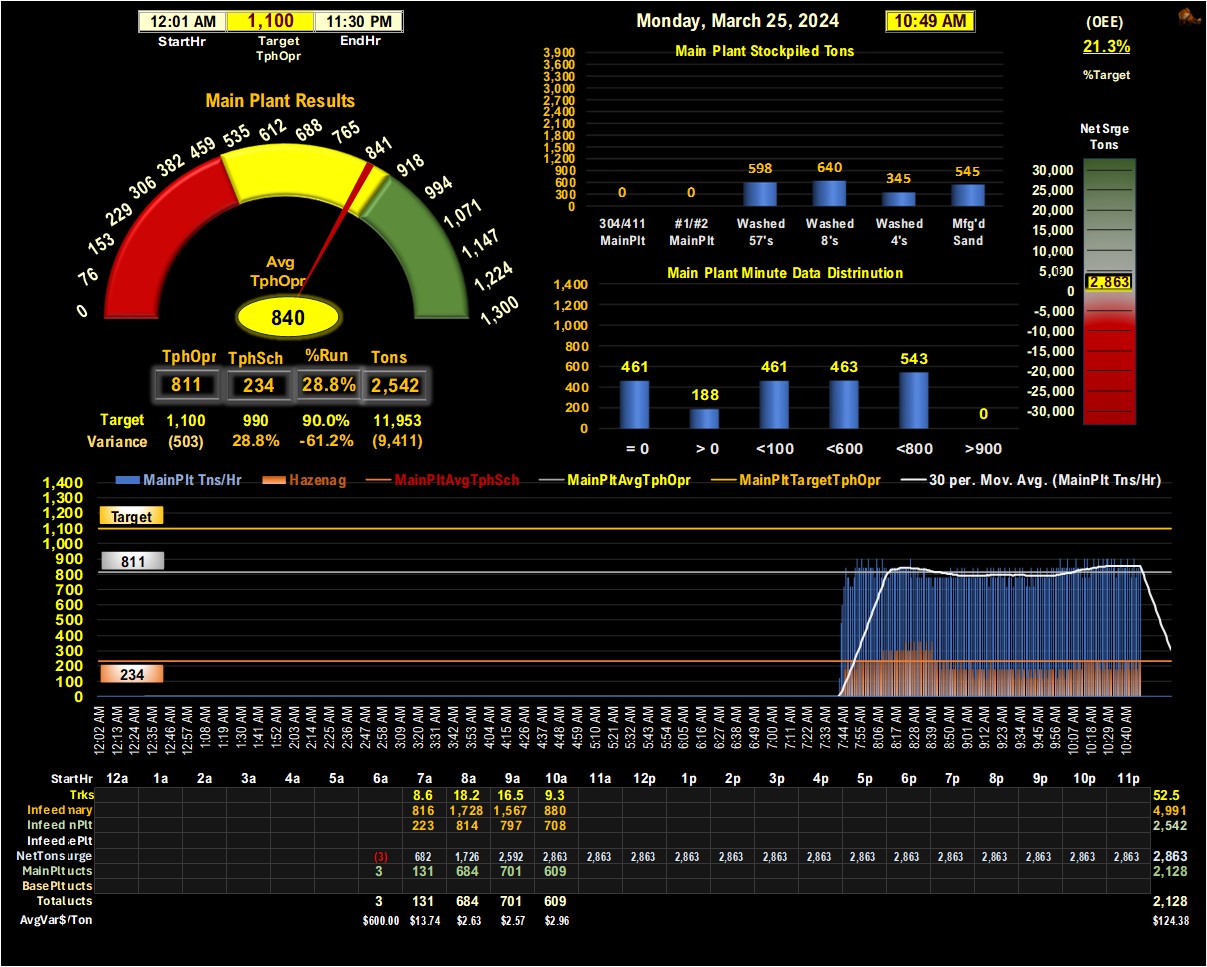 12:01 AM 1,100 11:30 PM
StartHr Target TphOpr EndHr
Monday, March 25, 2024 10:49 AM
(OEE)
21.3%
%Target
Main Plant Results
0 76 153 229 306 382 459 535 612 688 765 841 918 994 1,071 1,147 1,224 1,300
Avg
TphOpr
840
TphOpr TphSch %Run Tons
811 234 28.8% 2,542
Target 1,100 990 90.0% 11,953
Variance (503) 28.8% -61.2% (9,411)
Main Plant Stockpiled Tons
3,900
3,600
3,300
3,000
2,700
2,400
2,100
1,800
1,500
1,200
900
600
300
0
0 0 598 640 345 545
304/411 #1/#2 Washed Washed Washed Mfg'd
MainPlt MainPlt 57's 8's 4's Sand
Main Plant Minute Data Distrinution
1,400
1,200
1,000
800
600
400
200
0
461 188 461 463 543 0
= 0 > 0 <100 <600 <800 >900
Net Srge
Tons
30,000
25,000
20,000
15,000
10,000
5,000
0
-5,000
-10,000
-15,000
-20,000
-25,000
-30,000
2,863
MainPlt Tns/Hr Hazenag MainPltAvgTphSch MainPltAvgTphOpr MainPltTargetTphOpr 30 per. Mov. Avg. (MainPlt Tns/Hr)
1,400
1,300
1,200
1,100
1,000
900
800
700
600
500
400
300
200
100
0
Target
811
234
12:02 AM 12:13 AM 12:24 AM 12:35 AM 12:46 AM 12:57 AM 1:08 AM 1:19 AM 1:30 AM 1:41 AM 1:52 AM 2:03 AM 2:14 AM 2:25 AM 2:36 AM 2:47 AM 2:58 AM 3:09 AM 3:20 AM 3:31 AM 3:42 AM 3:53 AM 4:04 AM 4:15 AM 4:26 AM 4:37 AM 4:48 AM 4:59 AM 5:10 AM 5:21 AM 5:32 AM 5:43 AM 5:54 AM 6:05 AM 6:16 AM 6:27 AM 6:38 AM 6:49 AM 7:00 AM 7:11 AM 7:22 AM 7:33 AM 7:44 AM 7:55 AM 8:06 AM 8:17 AM 8:28 AM 8:39 AM 8:50 AM 9:01 AM 9:12 AM 9:23 AM 9:34 AM 9:45 AM 9:56 AM 10:07 AM 10:18 AM 10:29 AM 10:40 AM
StartHr 12a 1a 2a 3a 4a 5a 6a 7a 8a 9a 10a 11a 12p 1p 2p 3p 4p 5p 6p 7p 8p 9p 10p 11p
Trks 8.6 18.2 16.5 9.3 52.5
Infeed nary 816 1,728 1,567 880 4,991
Infeed nPlt 223 814 797 708 2,542
Infeed ePlt
NetTons urge (3) 682 1,726 2,592 2,863 2,863 2,863 2,863 2,863 2,863 2,863 2,863 2,863 2,863 2,863 2,863 2,863 2,863 2,863
MainPlt ucts 3 131 684 701 609 2,128
BasePlt ucts
Total ucts 3 131 684 701 609 2,128
AvgVar$/Ton $600.00 $13.74 $2.63 $2.57 $2.96 $124.38